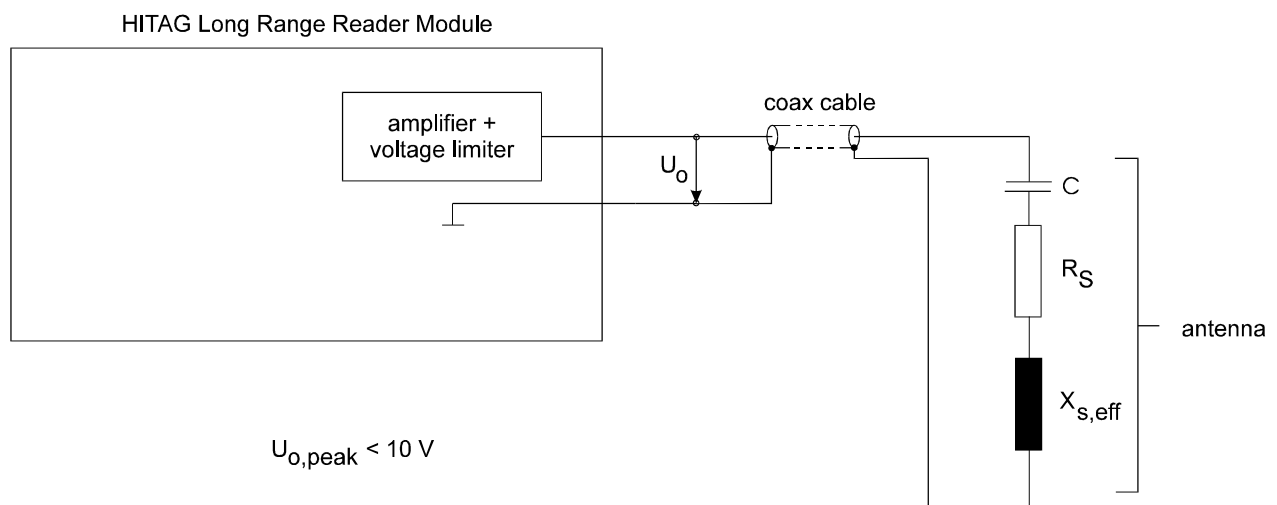 HITAG Long Range Reader Module
amplifier +
voltage limiter
coax cable
Uo
C
RS
antenna
Xs,eff
Uo,peak < 10 V